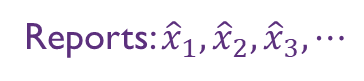 Reports: x̂₁, x̂₂, x̂₃, ⋯